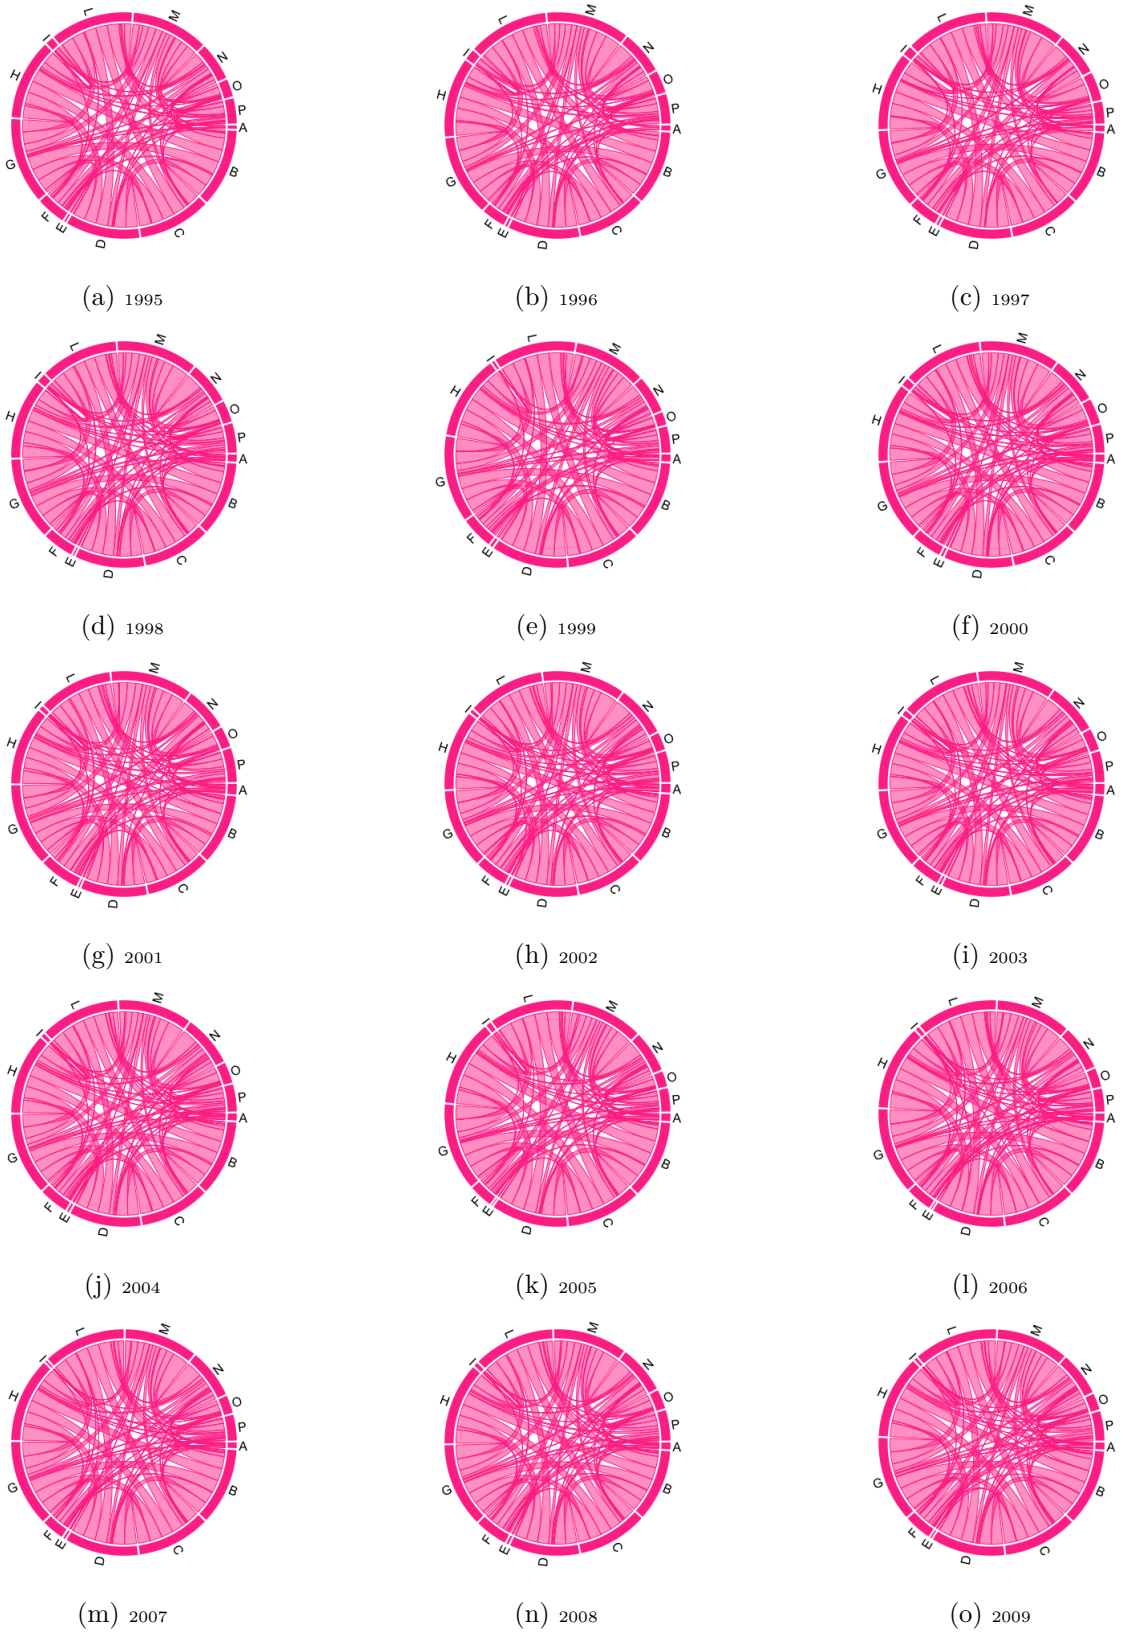 L M N O P A B C D E F G H I
L M N O P A B C D E F G H I
L M N O P A B C D E F G H I
(a) 1995
(b) 1996
(c) 1997
L M N O P A B C D E F G H I
L M N O P A B C D E F G H I
L M N O P A B C D E F G H I
(d) 1998
(e) 1999
(f) 2000
L M N O P A B C D E F G H I
L M N O P A B C D E F G H I
L M N O P A B C D E F G H I
(g) 2001
(h) 2002
(i) 2003
L M N O P A B C D E F G H I
L M N O P A B C D E F G H I
L M N O P A B C D E F G H I
(j) 2004
(k) 2005
(l) 2006
L M N O P A B C D E F G H I
L M N O P A B C D E F G H I
L M N O P A B C D E F G H I
(m) 2007
(n) 2008
(o) 2009